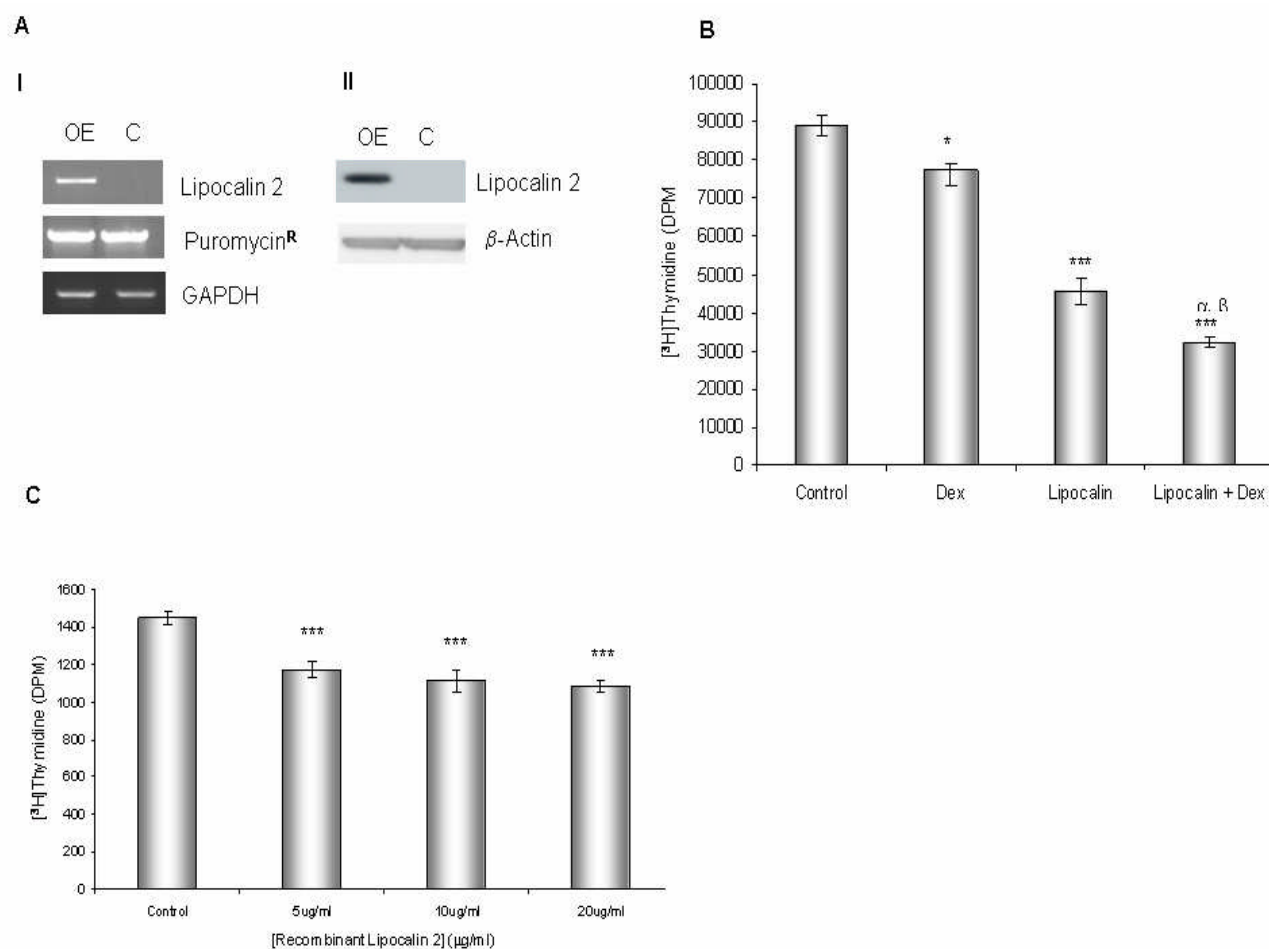 A
I
OE C
Lipocalin 2
Puromycinᴿ
GAPDH
II
OE C
Lipocalin 2
β-Actin
B
[³H]Thymidine (DPM
100000
90000
80000
70000
60000
50000
40000
30000
20000
10000
0
*
***
α, β
***
Control Dex Lipocalin Lipocalin + Dex
C
[³H]Thymidine (DPM)
1600
1400
1200
1000
800
600
400
200
0
***
***
***
Control 5ug/ml 10ug/ml 20ug/ml
[Recombinant Lipocalin 2] (µg/ml)